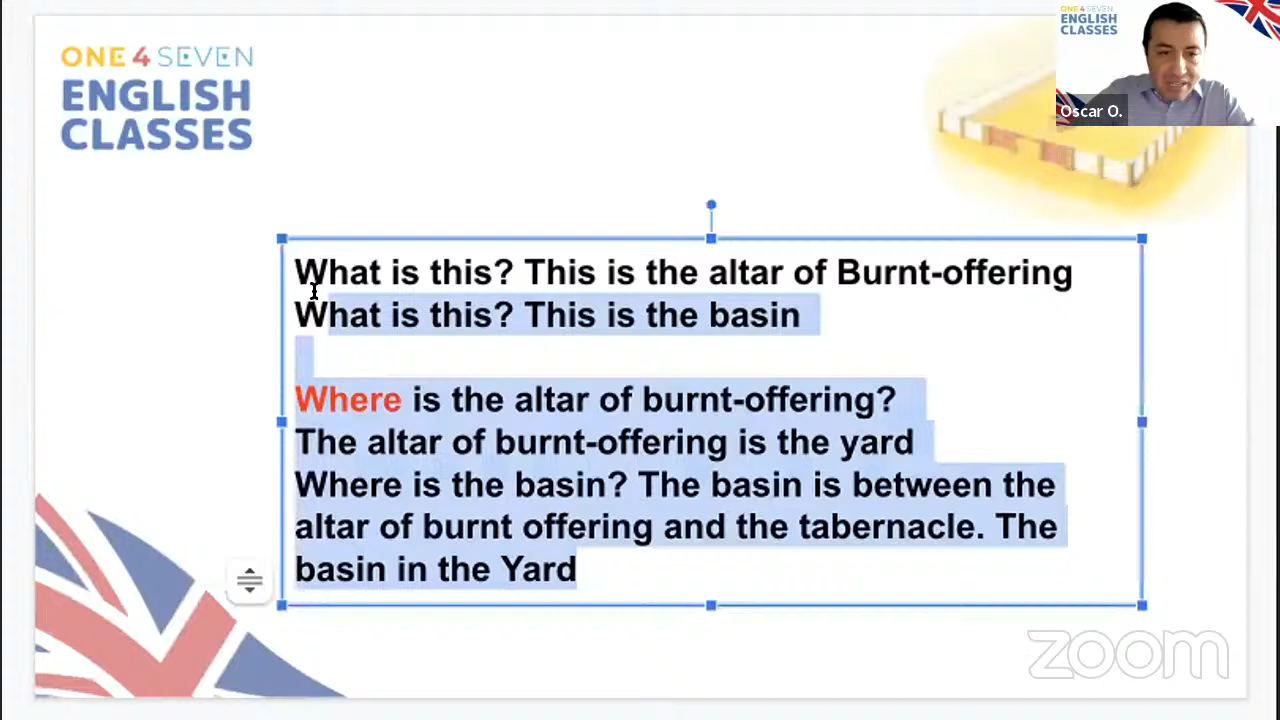 ONE 4 SEVEN
ENGLISH
CLASSES
ONE 4 SEVEN
ENGLISH
CLASSES
Oscar O.
What is this? This is the altar of Burnt-offering
What is this? This is the basin
Where is the altar of burnt-offering?
The altar of burnt-offering is the yard
Where is the basin? The basin is between the
altar of burnt offering and the tabernacle. The
basin in the Yard
zoom